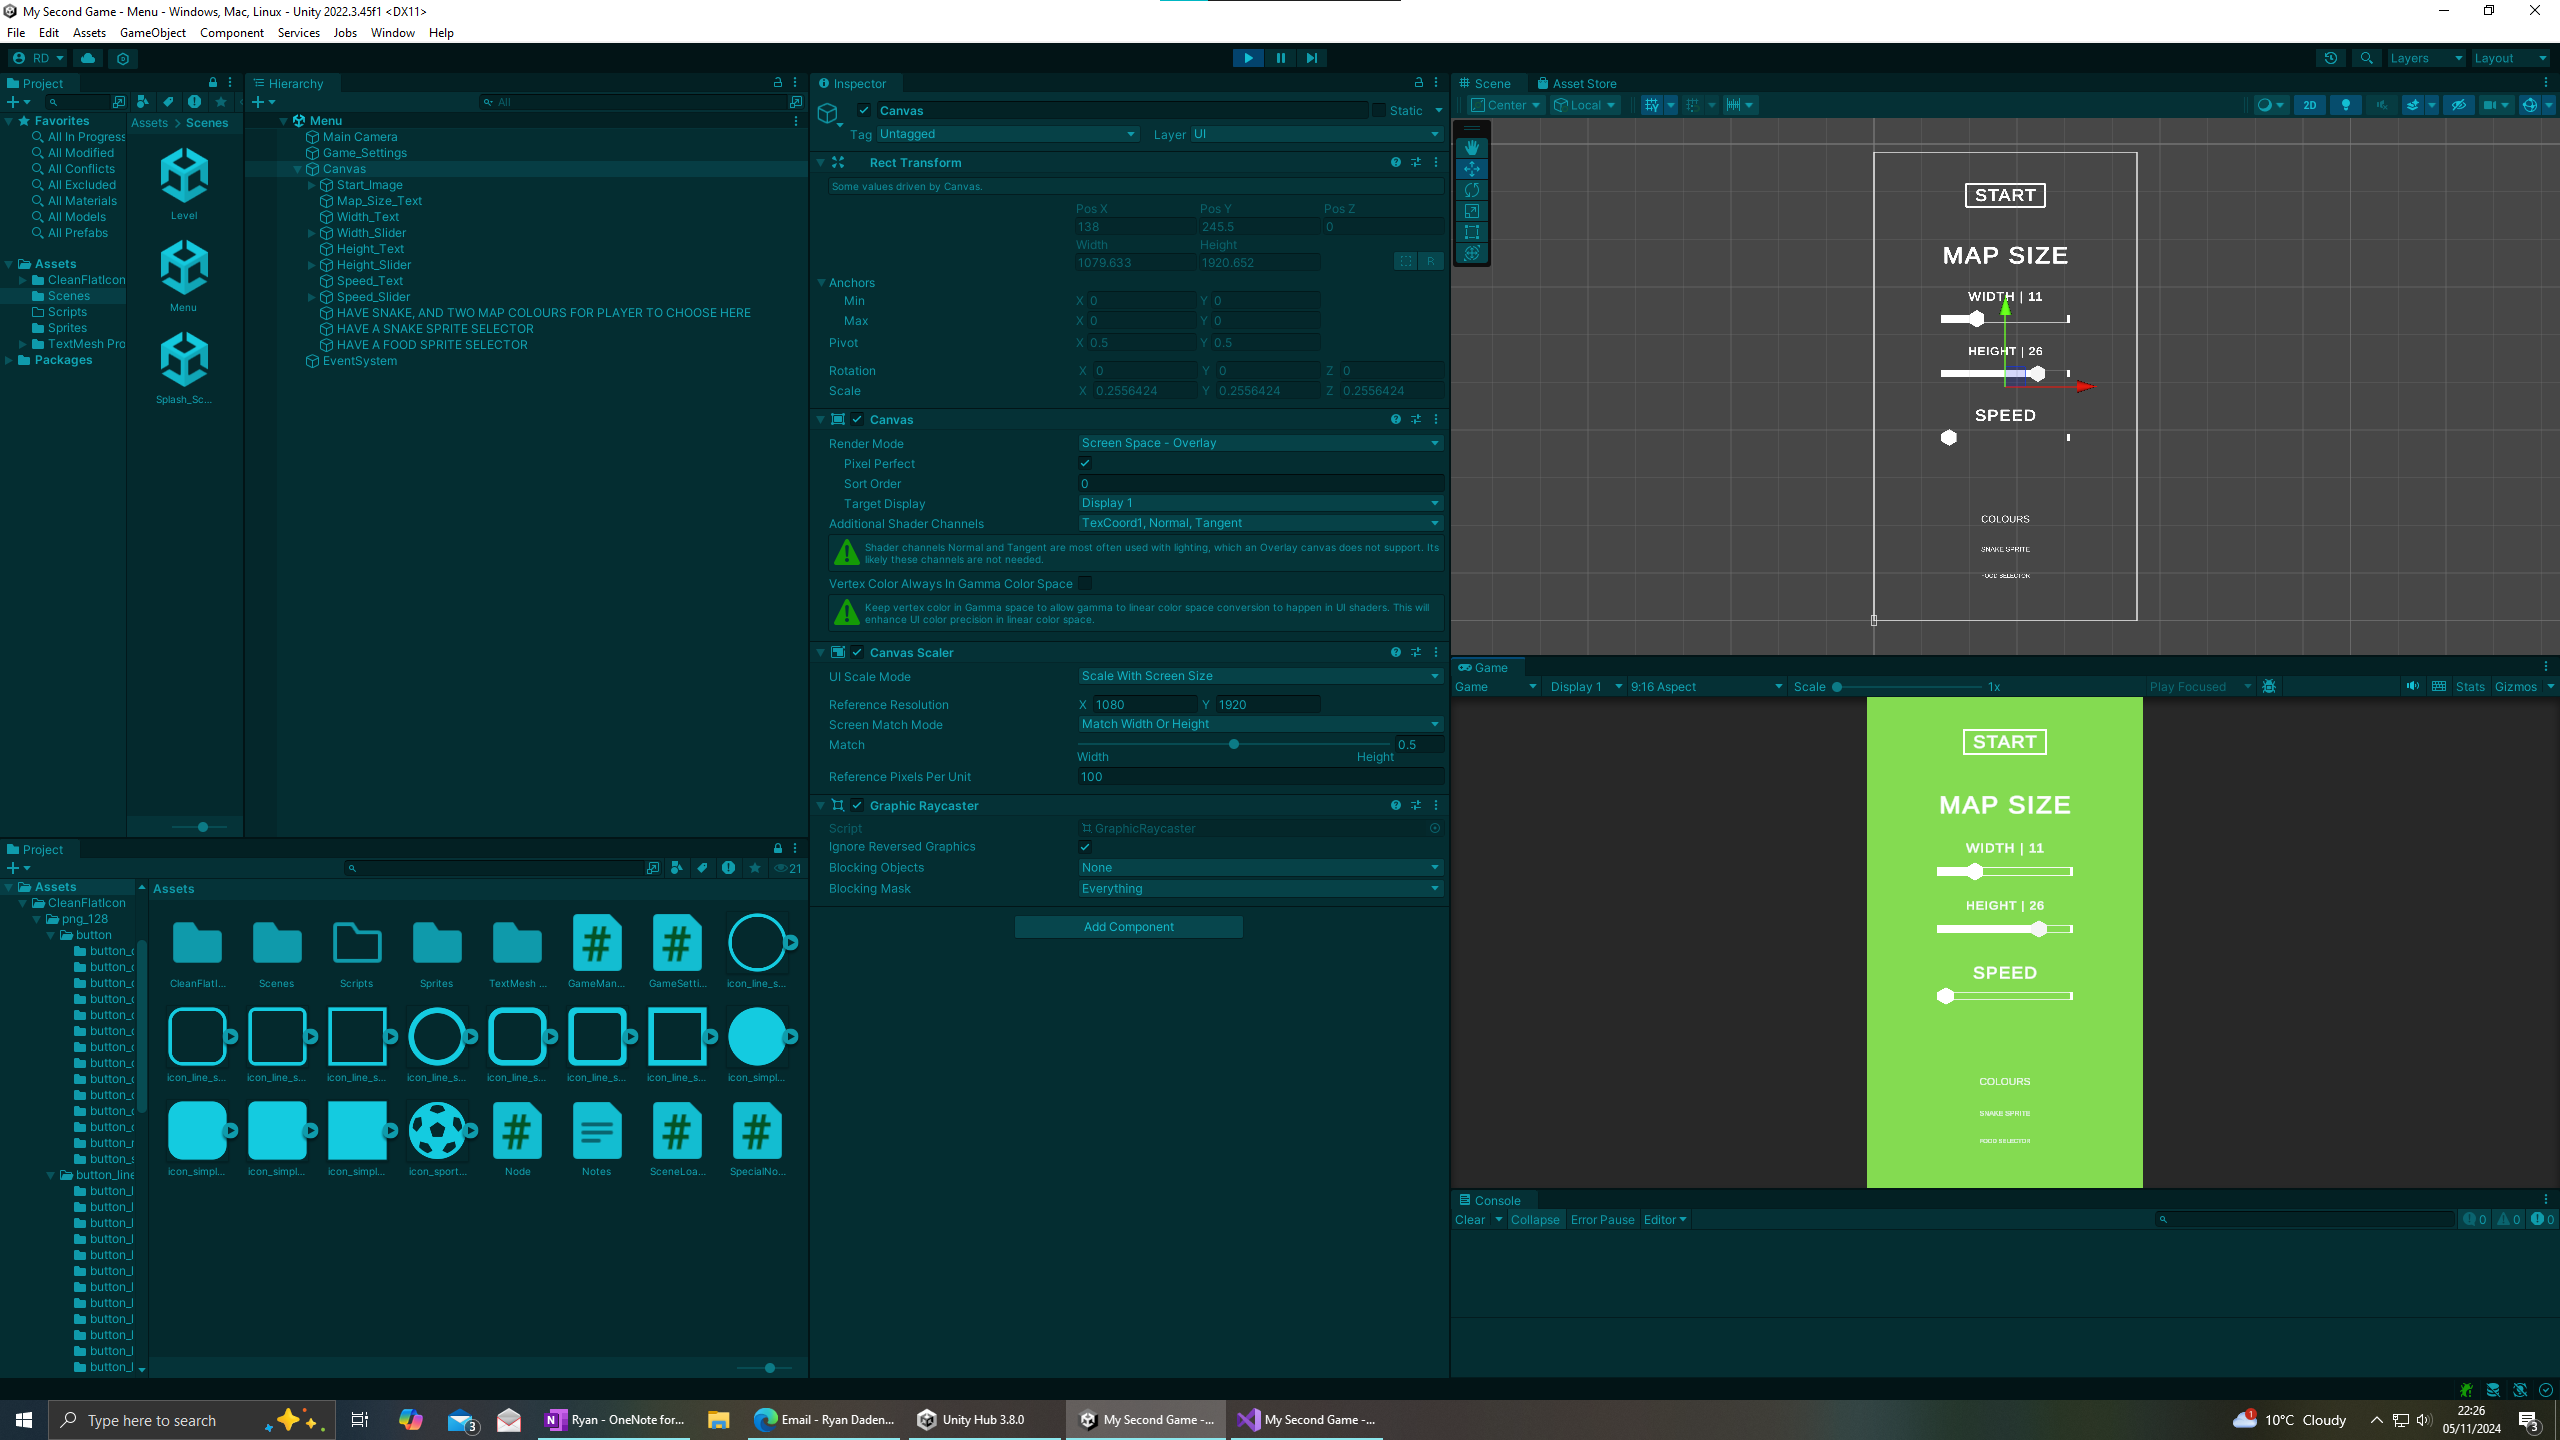 My Second Game - Menu - Windows, Mac, Linux - Unity 2022.3.45f1 <DX11>
File Edit Assets GameObject Component Services Jobs Window Help
RD
Layers
Layout
Project
Favorites
All In Progress
All Modified
All Conflicts
All Excluded
All Materials
All Models
All Prefabs
Assets
CleanFlatIcon
Scenes
Scripts
Sprites
TextMesh Pro
Packages
Assets > Scenes
Level
Menu
Splash_Sc...
Hierarchy
All
Menu
Main Camera
Game_Settings
Canvas
Start_Image
Map_Size_Text
Width_Text
Width_Slider
Height_Text
Height_Slider
Speed_Text
Speed_Slider
HAVE SNAKE, AND TWO MAP COLOURS FOR PLAYER TO CHOOSE HERE
HAVE A SNAKE SPRITE SELECTOR
HAVE A FOOD SPRITE SELECTOR
EventSystem
Inspector
Canvas
Static
Tag Untagged
Layer UI
Rect Transform
Some values driven by Canvas.
Pos X Pos Y Pos Z
138 245.5 0
Width Height
1079.633 1920.652
R
Anchors
Min X 0 Y 0
Max X 0 Y 0
Pivot X 0.5 Y 0.5
Rotation X 0 Y 0 Z 0
Scale X 0.2556424 Y 0.2556424 Z 0.2556424
Canvas
Render Mode Screen Space - Overlay
Pixel Perfect
Sort Order 0
Target Display Display 1
Additional Shader Channels TexCoord1, Normal, Tangent
Shader channels Normal and Tangent are most often used with lighting, which an Overlay canvas does not support. Its
likely these channels are not needed.
Vertex Color Always In Gamma Color Space
Keep vertex color in Gamma space to allow gamma to linear color space conversion to happen in UI shaders. This will
enhance UI color precision in linear color space.
Canvas Scaler
UI Scale Mode Scale With Screen Size
Reference Resolution X 1080 Y 1920
Screen Match Mode Match Width Or Height
Match 0.5
Width Height
Reference Pixels Per Unit 100
Graphic Raycaster
Script GraphicRaycaster
Ignore Reversed Graphics
Blocking Objects None
Blocking Mask Everything
Add Component
Scene
Asset Store
Center
Local
2D
START
MAP SIZE
WIDTH | 11
HEIGHT | 26
SPEED
COLOURS
SNAKE SPRITE
FOOD SELECTOR
Game
Game Display 1 9:16 Aspect Scale 1x Play Focused Stats Gizmos
START
MAP SIZE
WIDTH | 11
HEIGHT | 26
SPEED
COLOURS
SNAKE SPRITE
FOOD SELECTOR
Console
Clear Collapse Error Pause Editor
0 0 0
Project
21
Assets
CleanFlatIcon
png_128
button
button_c
button_c
button_c
button_c
button_c
button_c
button_c
button_c
button_c
button_c
button_c
button_c
button_r
button_s
button_line
button_l
button_l
button_l
button_l
button_l
button_l
button_l
button_l
button_l
button_l
button_l
button_l
Assets
CleanFlatI... Scenes Scripts Sprites TextMesh ... GameMan... GameSetti... icon_line_s...
icon_line_s... icon_line_s... icon_line_s... icon_line_s... icon_line_s... icon_line_s... icon_line_s... icon_simpl...
icon_simpl... icon_simpl... icon_simpl... icon_sport... Node Notes SceneLoa... SpecialNo...
Type here to search
3
Ryan - OneNote for...
Email - Ryan Daden...
Unity Hub 3.8.0
My Second Game -...
My Second Game -...
1
10°C Cloudy
22:26
05/11/2024
3